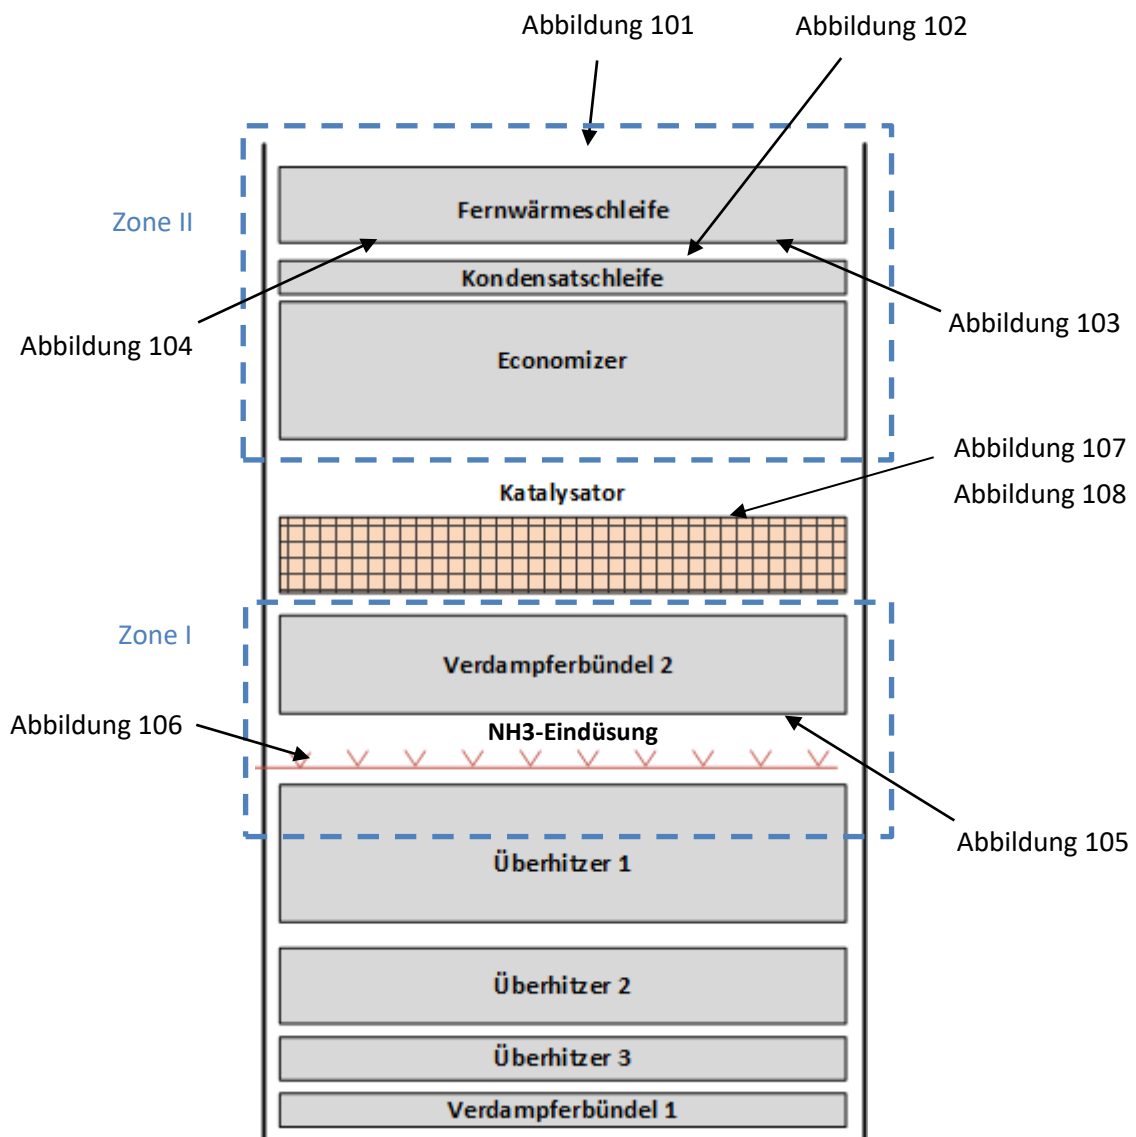 Abbildung 101
Abbildung 102
Zone II
Fernwärmeschleife
Kondensatschleife
Abbildung 104
Abbildung 103
Economizer
Abbildung 107
Katalysator
Abbildung 108
Zone I
Verdampferbündel 2
Abbildung 106
NH3-Eindüsung
Abbildung 105
Überhitzer 1
Überhitzer 2
Überhitzer 3
Verdampferbündel 1